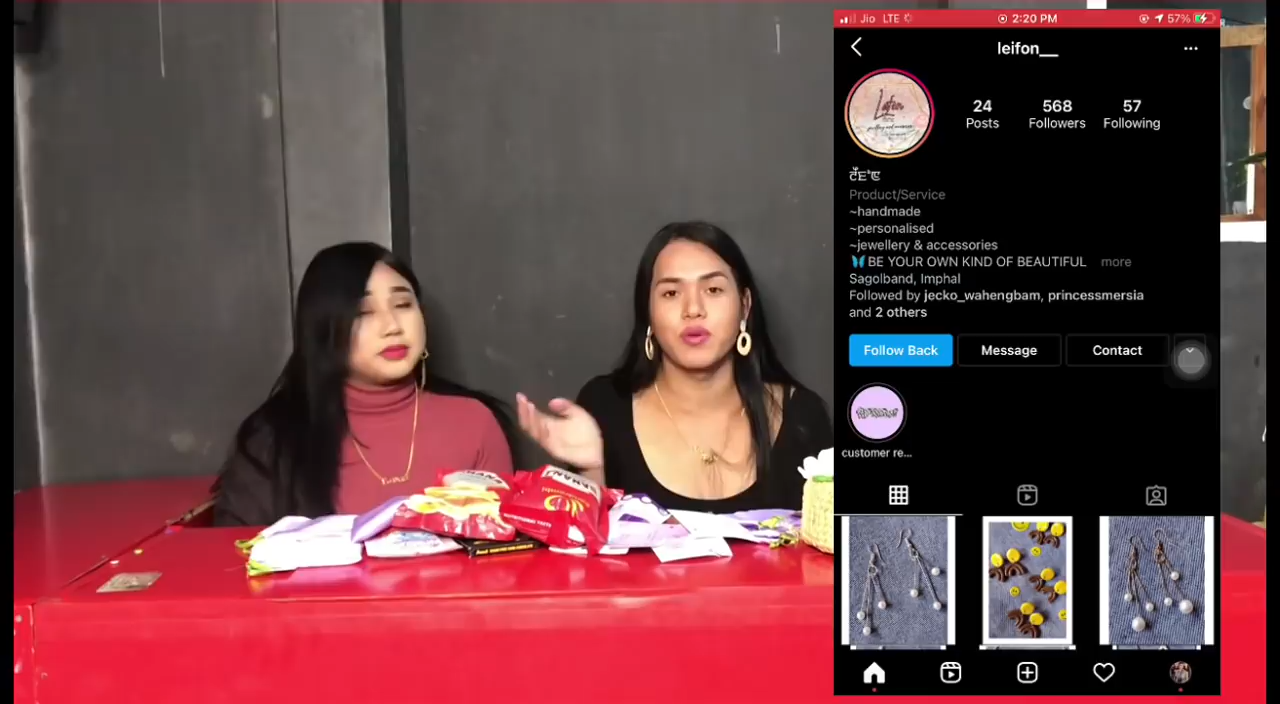 Jio LTE 2:20 PM 57%
leifon__
24 568 57
Posts Followers Following
~handmade
~personalised
~jewellery & accessories
BE YOUR OWN KIND OF BEAUTIFUL more
Product/Service
Sagolband, Imphal
Followed by jecko_wahengbam, princessmersia
and 2 others
Follow Back Message Contact
customer re...